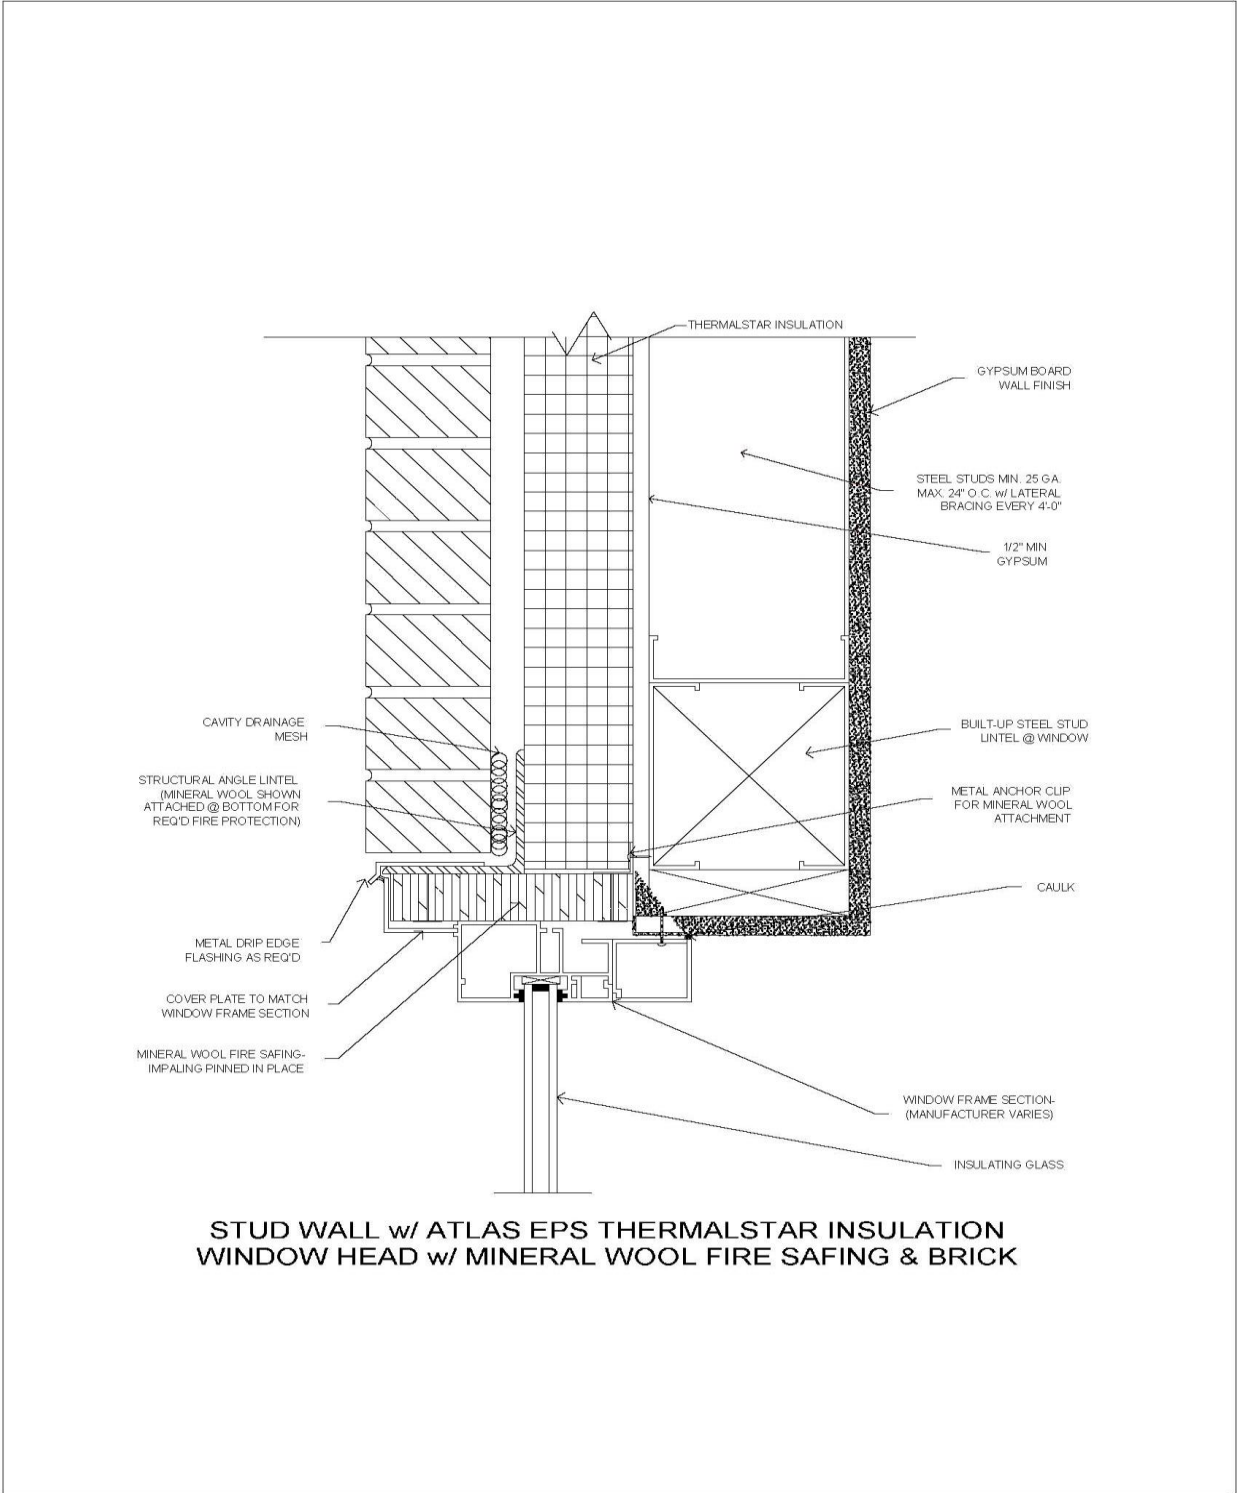 THERMALSTAR INSULATION
GYPSUM BOARD
WALL FINISH
STEEL STUDS MIN. 25 GA.
MAX. 24" O.C. w/ LATERAL
BRACING EVERY 4'-0"
1/2" MIN
GYPSUM
CAVITY DRAINAGE
MESH
BUILT-UP STEEL STUD
LINTEL @ WINDOW
STRUCTURAL ANGLE LINTEL
(MINERAL WOOL SHOWN
ATTACHED @ BOTTOM FOR
REQ'D FIRE PROTECTION)
METAL ANCHOR CLIP
FOR MINERAL WOOL
ATTACHMENT
CAULK
METAL DRIP EDGE
FLASHING AS REQ'D
COVER PLATE TO MATCH
WINDOW FRAME SECTION
MINERAL WOOL FIRE SAFING-
IMPALING PINNED IN PLACE
WINDOW FRAME SECTION-
(MANUFACTURER VARIES)
INSULATING GLASS
STUD WALL w/ ATLAS EPS THERMALSTAR INSULATION
WINDOW HEAD w/ MINERAL WOOL FIRE SAFING & BRICK